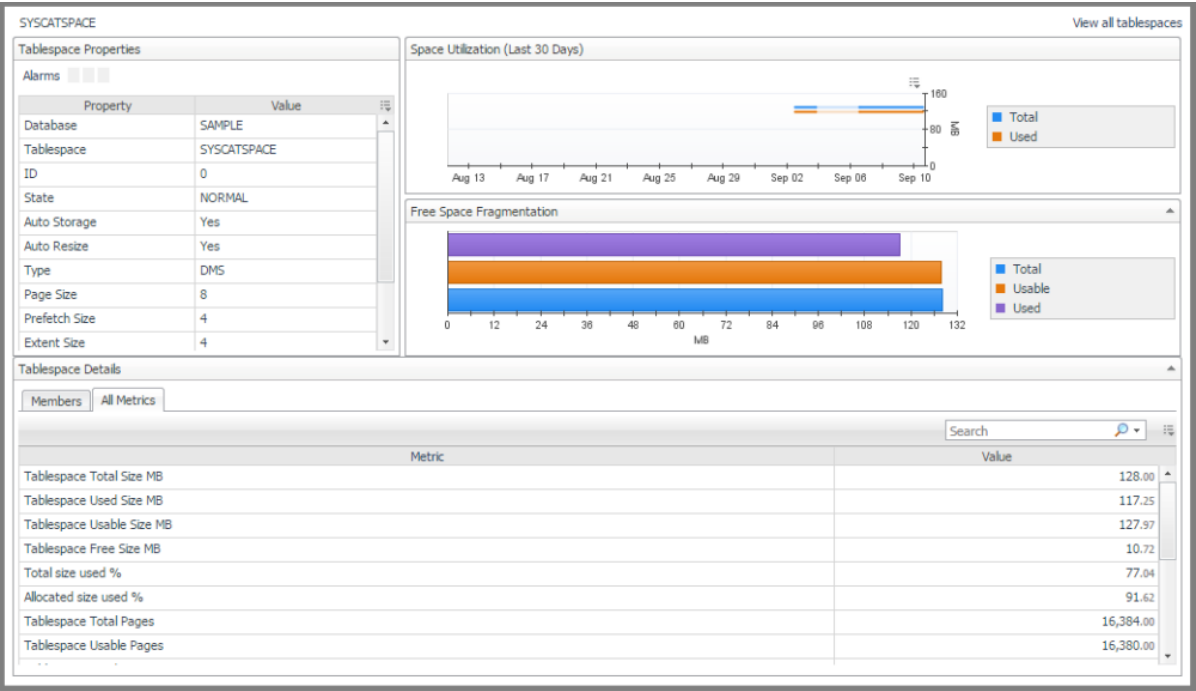 SYSCATSPACE View all tablespaces
Tablespace Properties
Alarms
Property Value
Database SAMPLE
Tablespace SYSCATSPACE
ID 0
State NORMAL
Auto Storage Yes
Auto Resize Yes
Type DMS
Page Size 8
Prefetch Size 4
Extent Size 4
Space Utilization (Last 30 Days)
160
80
0
MB
Aug 13 Aug 17 Aug 21 Aug 25 Aug 29 Sep 02 Sep 06 Sep 10
Total
Used
Free Space Fragmentation
0 12 24 36 48 60 72 84 96 108 120 132
MB
Total
Usable
Used
Tablespace Details
Members All Metrics
Search
Metric Value
Tablespace Total Size MB 128.00
Tablespace Used Size MB 117.25
Tablespace Usable Size MB 127.97
Tablespace Free Size MB 10.72
Total size used % 77.04
Allocated size used % 91.62
Tablespace Total Pages 16,384.00
Tablespace Usable Pages 16,380.00